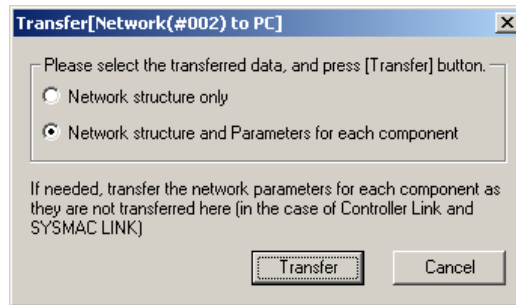 Transfer[Network(#002) to PC]
Please select the transferred data, and press [Transfer] button.
Network structure only
Network structure and Parameters for each component
If needed, transfer the network parameters for each component as
they are not transferred here (in the case of Controller Link and
SYSMAC LINK)
Transfer Cancel